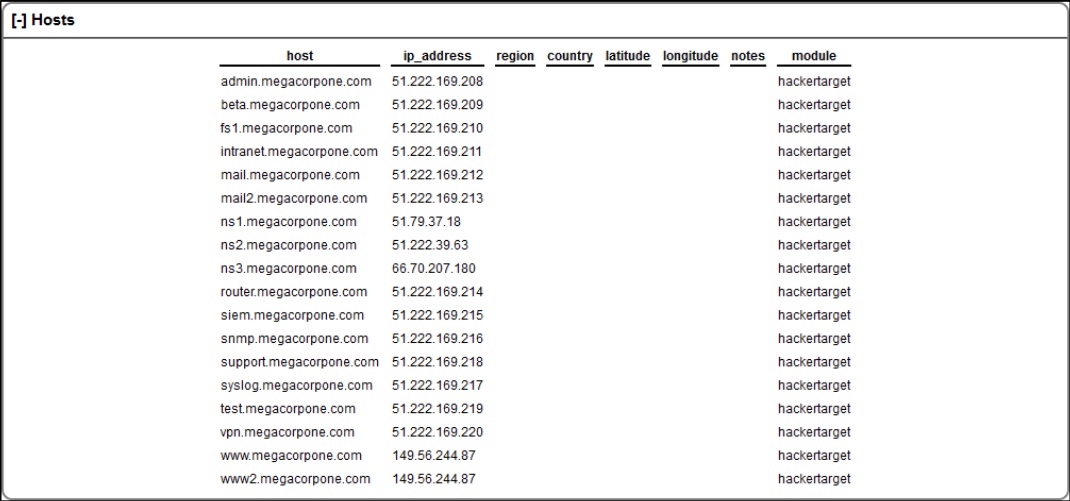 [-] Hosts
host ip_address region country latitude longitude notes module
admin.megacorpone.com 51.222.169.208 hackertarget
beta.megacorpone.com 51.222.169.209 hackertarget
fs1.megacorpone.com 51.222.169.210 hackertarget
intranet.megacorpone.com 51.222.169.211 hackertarget
mail.megacorpone.com 51.222.169.212 hackertarget
mail2.megacorpone.com 51.222.169.213 hackertarget
ns1.megacorpone.com 51.79.37.18 hackertarget
ns2.megacorpone.com 51.222.39.63 hackertarget
ns3.megacorpone.com 66.70.207.180 hackertarget
router.megacorpone.com 51.222.169.214 hackertarget
siem.megacorpone.com 51.222.169.215 hackertarget
snmp.megacorpone.com 51.222.169.216 hackertarget
support.megacorpone.com 51.222.169.218 hackertarget
syslog.megacorpone.com 51.222.169.217 hackertarget
test.megacorpone.com 51.222.169.219 hackertarget
vpn.megacorpone.com 51.222.169.220 hackertarget
www.megacorpone.com 149.56.244.87 hackertarget
www2.megacorpone.com 149.56.244.87 hackertarget